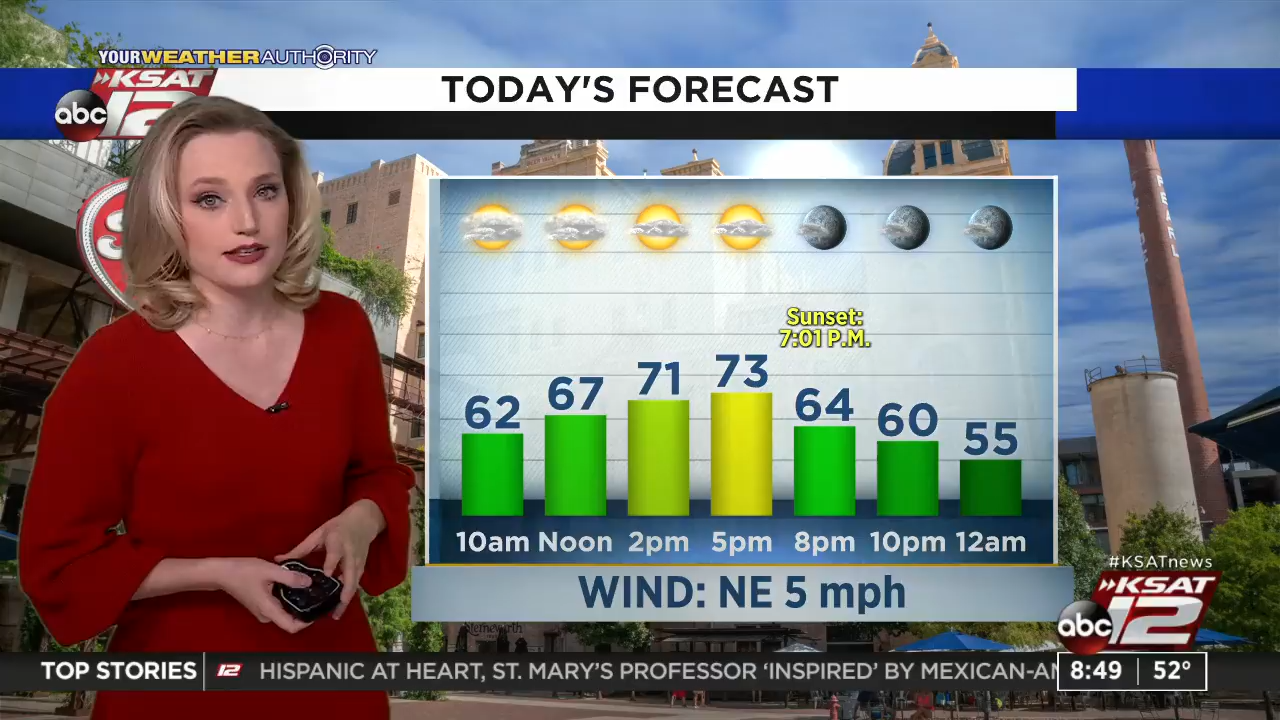 YOURWEATHERAUTHORITY
KSAT
abc 12
TODAY'S FORECAST
Sunset:
7:01 P.M.
62 67 71 73 64 60 55
10am Noon 2pm 5pm 8pm 10pm 12am
WIND: NE 5 mph
#KSATnews
KSAT
abc 12
TOP STORIES 12 HISPANIC AT HEART, ST. MARY'S PROFESSOR 'INSPIRED' BY MEXICAN-AM
8:49 52°